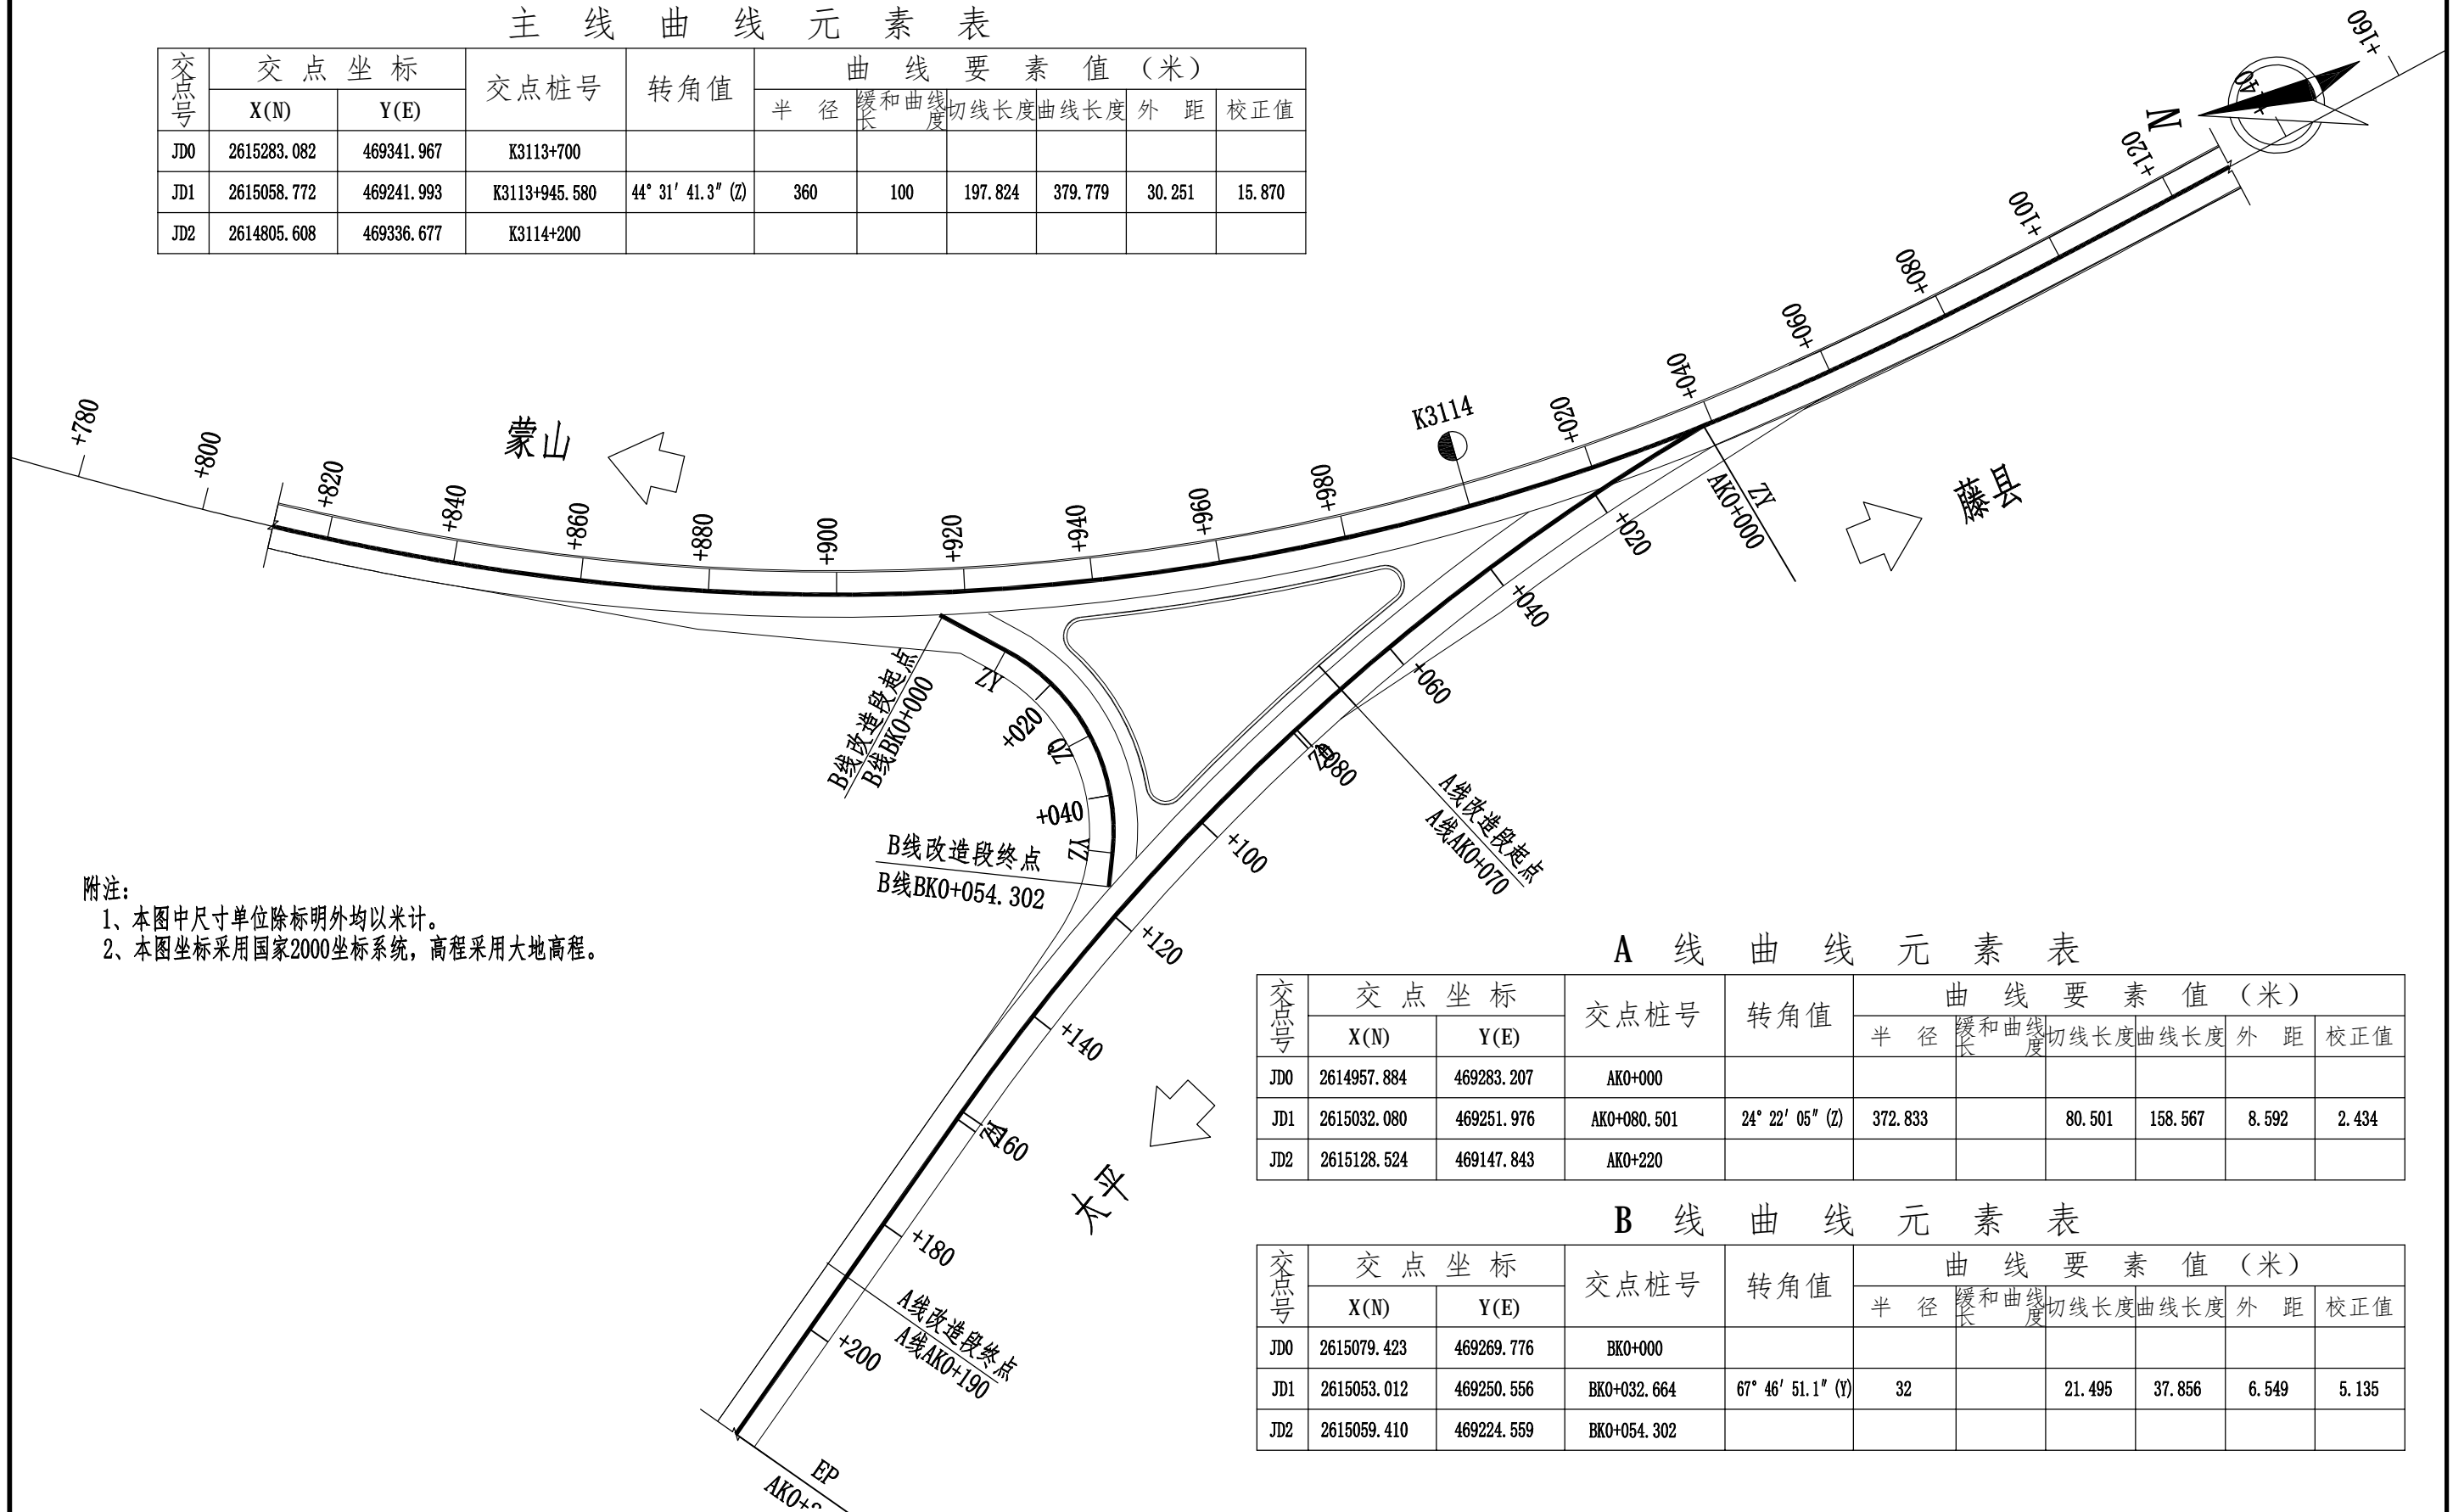 主线曲线元素表
交点号 交点坐标 交点桩号 转角值 曲线要素值（米）
X(N) Y(E) 半径 缓和曲线长度 切线长度 曲线长度 外距 校正值
JD0 2615283.082 469341.967 K3113+700
JD1 2615058.772 469241.993 K3113+945.580 44° 31′ 41.3″ (Z) 360 100 197.824 379.779 30.251 15.870
JD2 2614805.608 469336.677 K3114+200
+160
+140
N
+120
+100
+080
+060
+040
+020
K3114
+980
+960
+940
+920
+900
+880
+860
+840
+820
+800
+780
蒙山
藤县
太平
ZY
AK0+000
+020
+040
+060
+080
+100
+120
+140
+160
+180
+200
A线改造段起点
A线AK0+070
A线改造段终点
A线AK0+190
EP
B线改造段起点
B线BK0+000
ZY
+020
QZ
+040
YZ
B线改造段终点
B线BK0+054.302
附注：
1、本图中尺寸单位除标明外均以米计。
2、本图坐标采用国家2000坐标系统，高程采用大地高程。
A线曲线元素表
交点号 交点坐标 交点桩号 转角值 曲线要素值（米）
X(N) Y(E) 半径 缓和曲线长度 切线长度 曲线长度 外距 校正值
JD0 2614957.884 469283.207 AK0+000
JD1 2615032.080 469251.976 AK0+080.501 24° 22′ 05″ (Z) 372.833 80.501 158.567 8.592 2.434
JD2 2615128.524 469147.843 AK0+220
B线曲线元素表
交点号 交点坐标 交点桩号 转角值 曲线要素值（米）
X(N) Y(E) 半径 缓和曲线长度 切线长度 曲线长度 外距 校正值
JD0 2615079.423 469269.776 BK0+000
JD1 2615053.012 469250.556 BK0+032.664 67° 46′ 51.1″ (Y) 32 21.495 37.856 6.549 5.135
JD2 2615059.410 469224.559 BK0+054.302